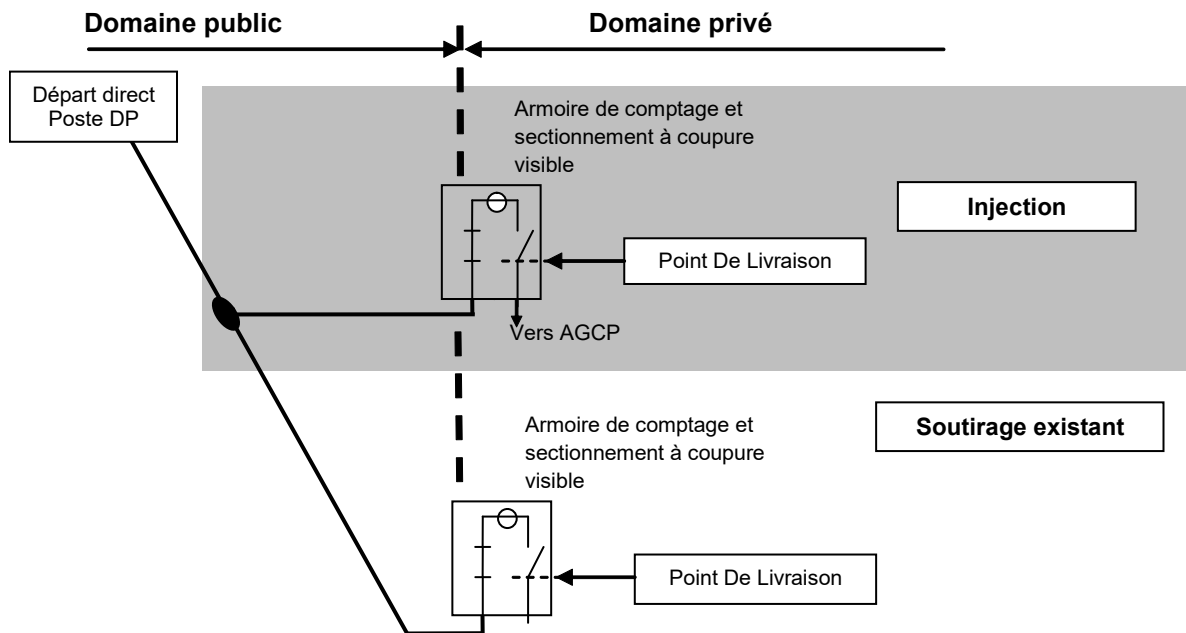 Domaine public
Domaine privé
Départ direct
Poste DP
Armoire de comptage et
sectionnement à coupure
visible
Injection
Point De Livraison
Vers AGCP
Armoire de comptage et
sectionnement à coupure
visible
Soutirage existant
Point De Livraison